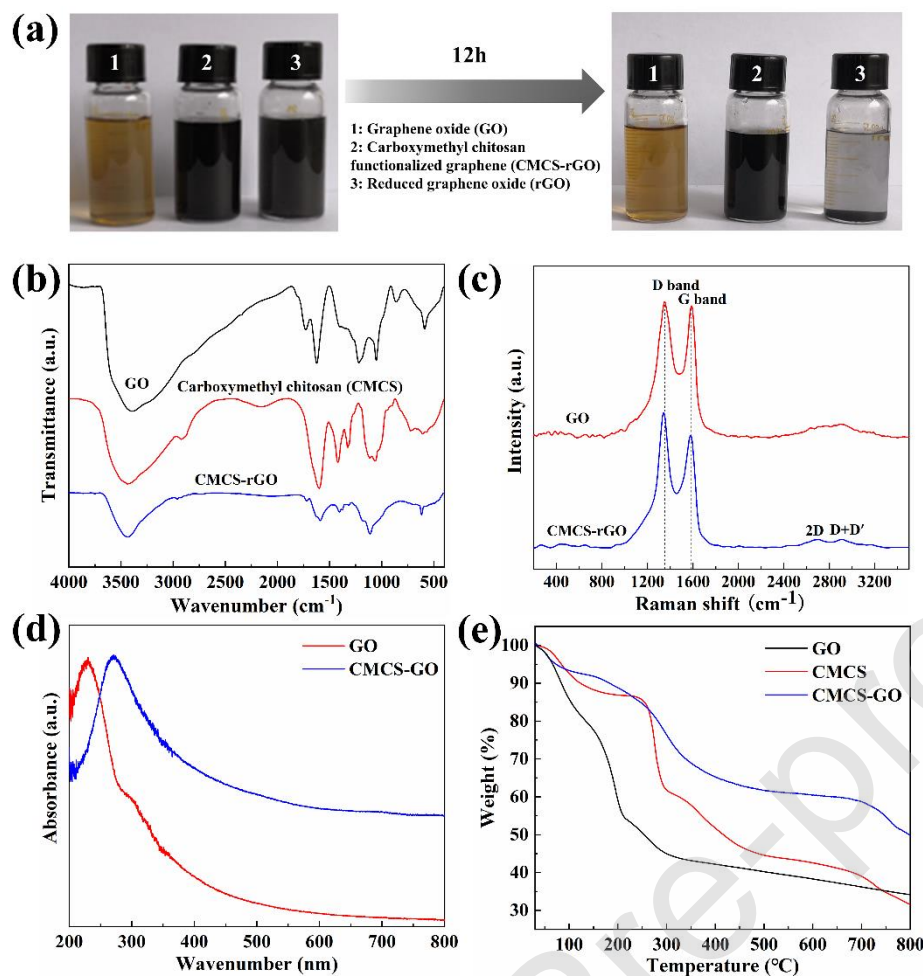 (a)
1 2 3
12h
1: Graphene oxide (GO)
2: Carboxymethyl chitosan
functionalized graphene (CMCS-rGO)
3: Reduced graphene oxide (rGO)
1 2 3
(b)
Transmittance (a.u.)
GO
Carboxymethyl chitosan (CMCS)
CMCS-rGO
4000 3500 3000 2500 2000 1500 1000 500
Wavenumber (cm-1)
(c)
Intensity (a.u.)
D band
G band
GO
CMCS-rGO
2D D+D′
400 800 1200 1600 2000 2400 2800 3200
Raman shift (cm-1)
(d)
Absorbance (a.u.)
GO
CMCS-GO
200 300 400 500 600 700 800
Wavenumber (nm)
(e)
Weight (%)
100
90
80
70
60
50
40
30
GO
CMCS
CMCS-GO
100 200 300 400 500 600 700 800
Temperature (°C)